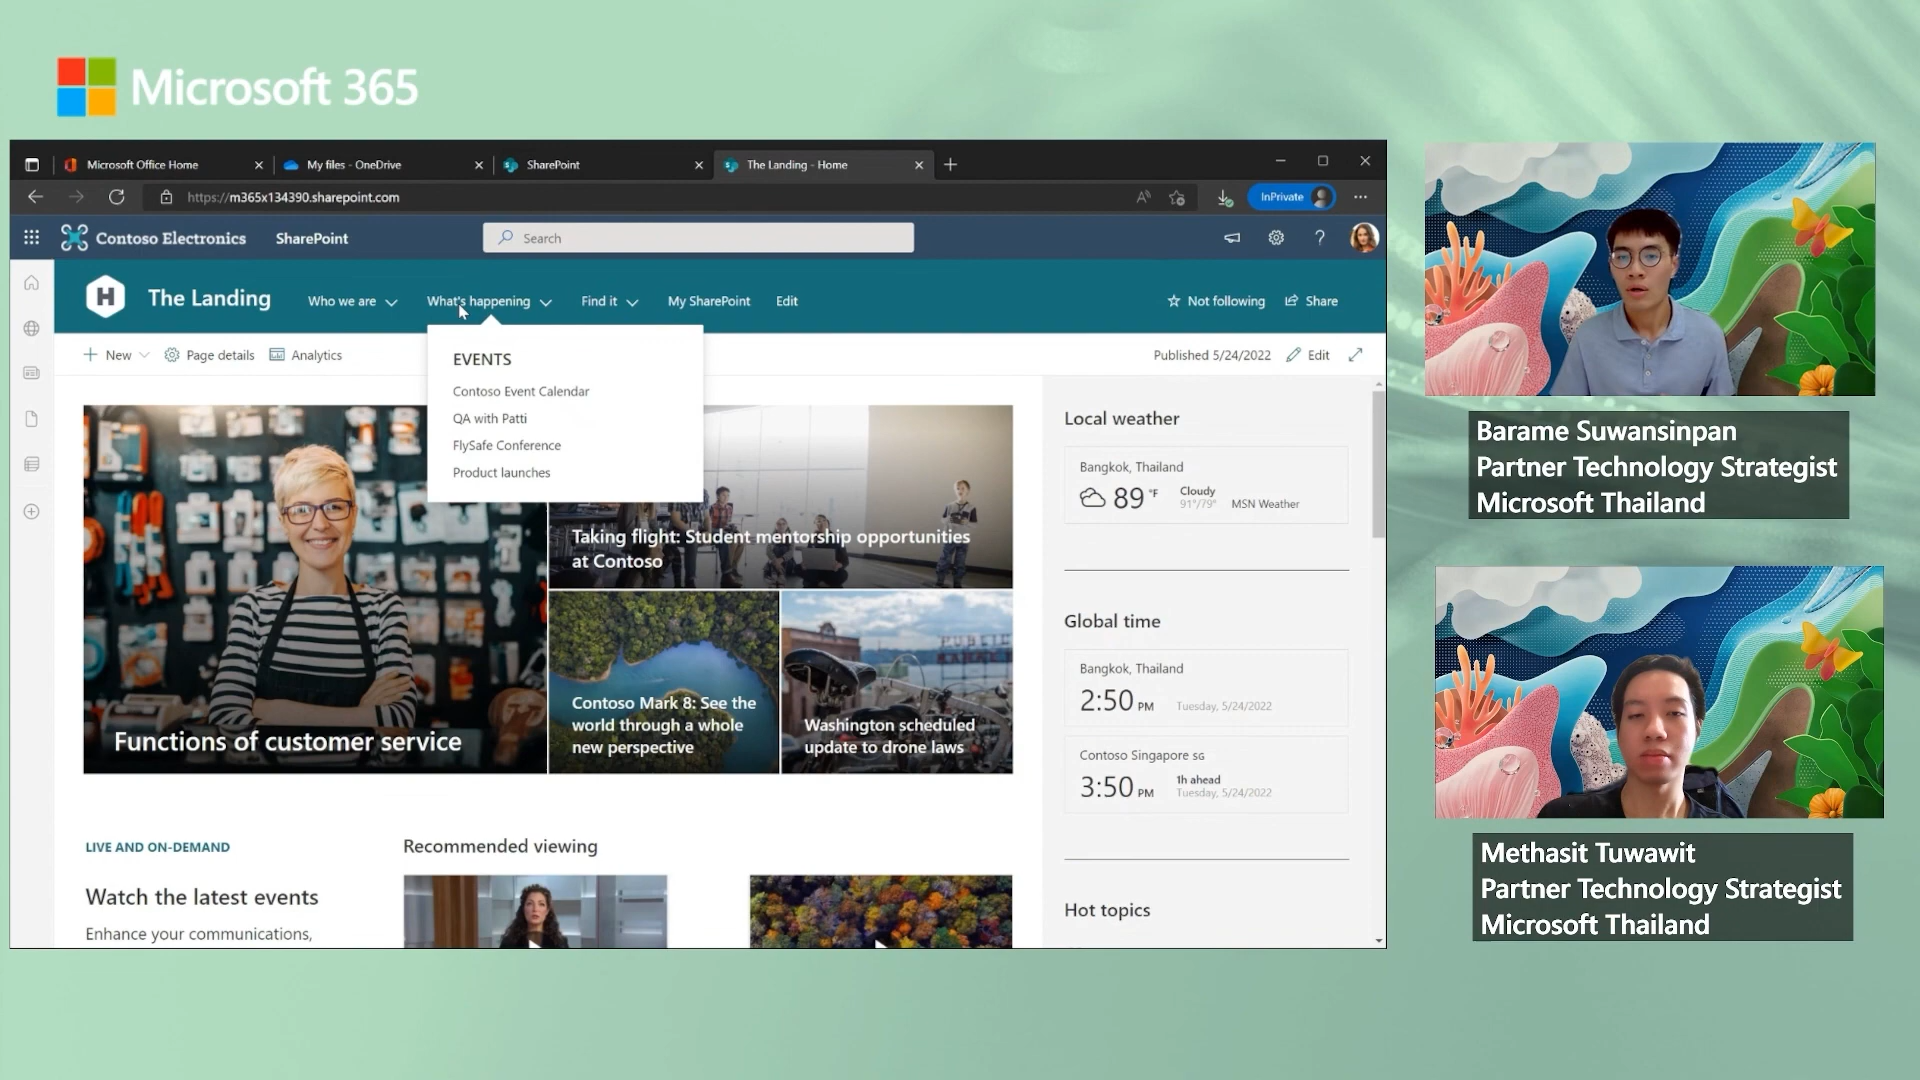 Microsoft 365
Microsoft Office Home
My files - OneDrive
SharePoint
The Landing - Home
https://m365x134390.sharepoint.com
InPrivate
Contoso Electronics
SharePoint
Search
H
The Landing
Who we are
What's happening
Find it
My SharePoint
Edit
Not following
Share
New
Page details
Analytics
Published 5/24/2022
Edit
EVENTS
Contoso Event Calendar
QA with Patti
FlySafe Conference
Product launches
Functions of customer service
Taking flight: Student mentorship opportunities
at Contoso
Contoso Mark 8: See the
world through a whole
new perspective
PUBLIC
MARKET
Washington scheduled
update to drone laws
LIVE AND ON-DEMAND
Watch the latest events
Enhance your communications,
Recommended viewing
Local weather
Bangkok, Thailand
89 °F
Cloudy
91°/79°
MSN Weather
Global time
Bangkok, Thailand
2:50 PM
Tuesday, 5/24/2022
Contoso Singapore SG
3:50 PM
1h ahead
Tuesday, 5/24/2022
Hot topics
Barame Suwansinpan
Partner Technology Strategist
Microsoft Thailand
Methasit Tuwawit
Partner Technology Strategist
Microsoft Thailand